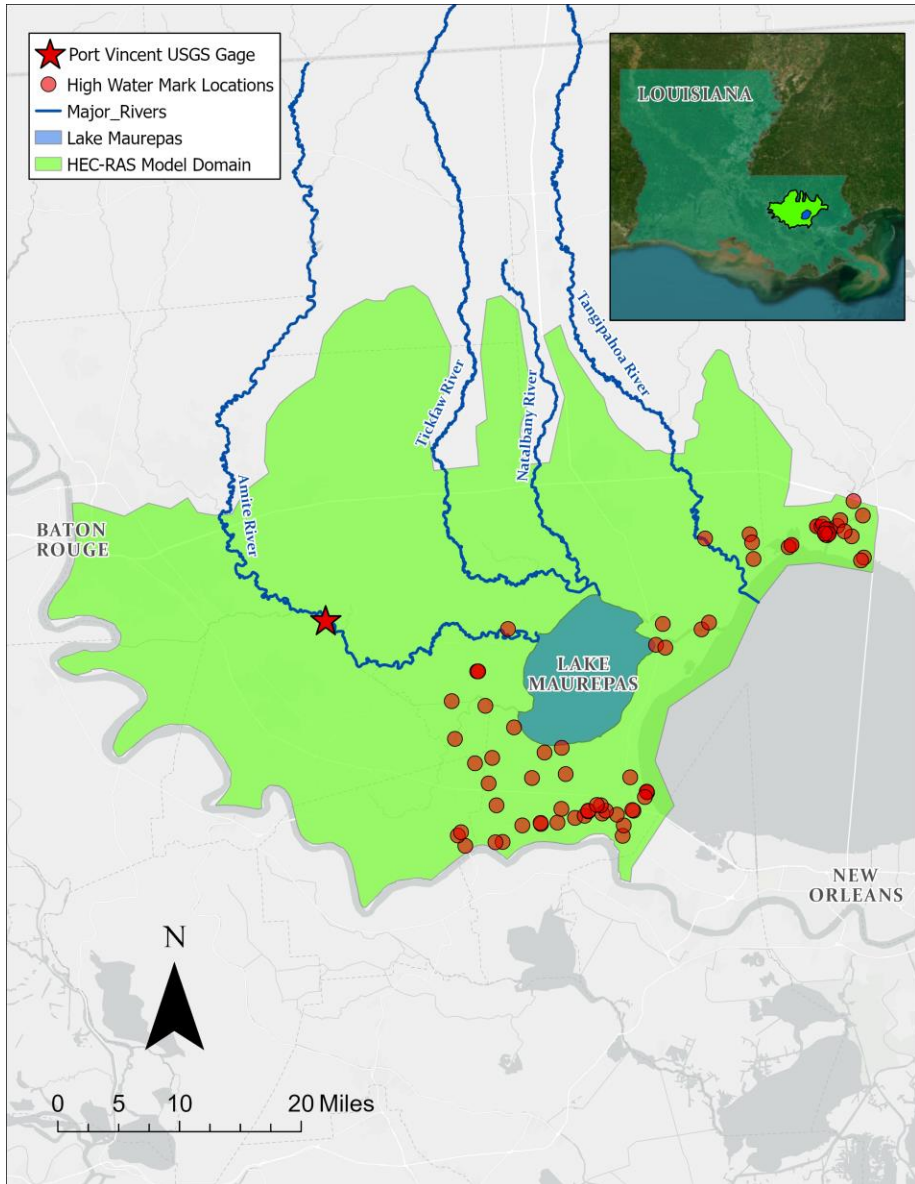 Port Vincent USGS Gage
High Water Mark Locations
Major_Rivers
Lake Maurepas
HEC-RAS Model Domain
LOUISIANA
Tangipahoa River
Tickfaw River
Natalbany River
Amite River
BATON
ROUGE
LAKE
MAUREPAS
NEW
ORLEANS
N
0 5 10 20 Miles